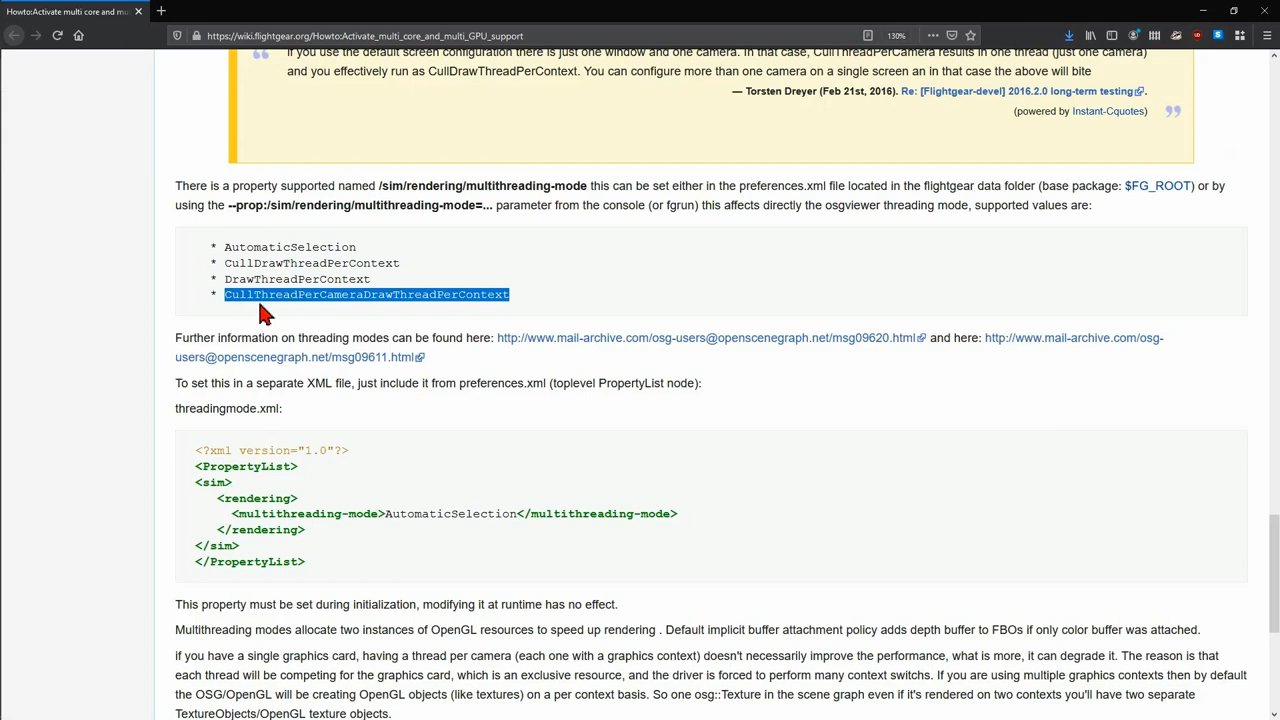 Howto:Activate multi core and mu
https://wiki.flightgear.org/Howto:Activate_multi_core_and_multi_GPU_support
130%
If you use the default screen configuration there is just one window and one camera. In that case, CullThreadPerCamera results in one thread (just one camera)
and you effectively run as CullDrawThreadPerContext. You can configure more than one camera on a single screen an in that case the above will bite
— Torsten Dreyer (Feb 21st, 2016). Re: [Flightgear-devel] 2016.2.0 long-term testing.
(powered by Instant-Cquotes)
There is a property supported named /sim/rendering/multithreading-mode this can be set either in the preferences.xml file located in the flightgear data folder (base package: $FG_ROOT) or by
using the --prop:/sim/rendering/multithreading-mode=... parameter from the console (or fgrun) this affects directly the osgviewer threading mode, supported values are:
* AutomaticSelection
* CullDrawThreadPerContext
* DrawThreadPerContext
* CullThreadPerCameraDrawThreadPerContext
Further information on threading modes can be found here: http://www.mail-archive.com/osg-users@openscenegraph.net/msg09620.html and here: http://www.mail-archive.com/osg-
users@openscenegraph.net/msg09611.html
To set this in a separate XML file, just include it from preferences.xml (toplevel PropertyList node):
threadingmode.xml:
<?xml version="1.0"?>
<PropertyList>
<sim>
<rendering>
<multithreading-mode>AutomaticSelection</multithreading-mode>
</rendering>
</sim>
</PropertyList>
This property must be set during initialization, modifying it at runtime has no effect.
Multithreading modes allocate two instances of OpenGL resources to speed up rendering . Default implicit buffer attachment policy adds depth buffer to FBOs if only color buffer was attached.
if you have a single graphics card, having a thread per camera (each one with a graphics context) doesn't necessarily improve the performance, what is more, it can degrade it. The reason is that
each thread will be competing for the graphics card, which is an exclusive resource, and the driver is forced to perform many context switchs. If you are using multiple graphics contexts then by default
the OSG/OpenGL will be creating OpenGL objects (like textures) on a per context basis. So one osg::Texture in the scene graph even if it's rendered on two contexts you'll have two separate
TextureObjects/OpenGL texture objects.